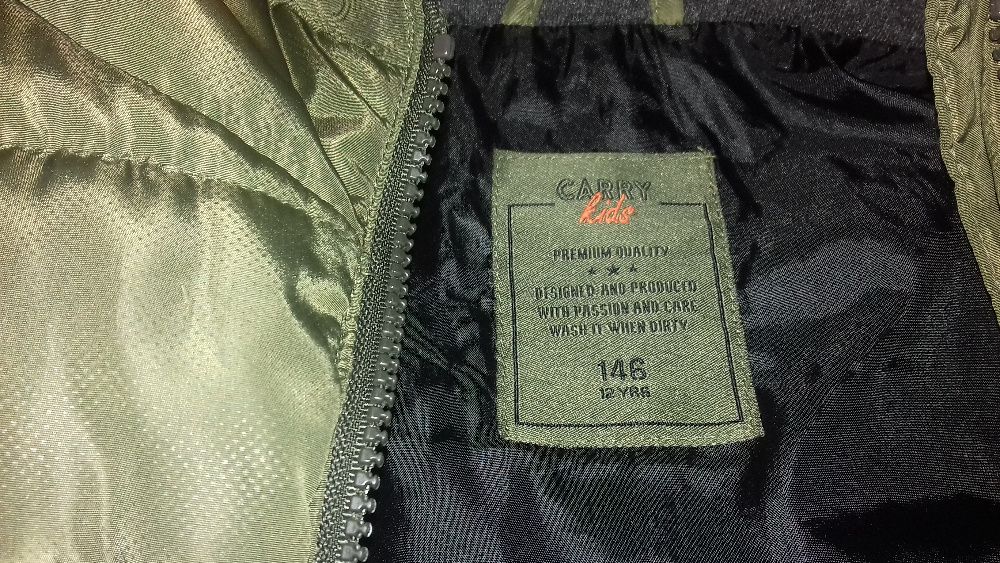 CARRY
kids
PREMIUM QUALITY
DESIGNED AND PRODUCED
WITH PASSION AND CARE
WASH IT WHEN DIRTY
146
12 YRS